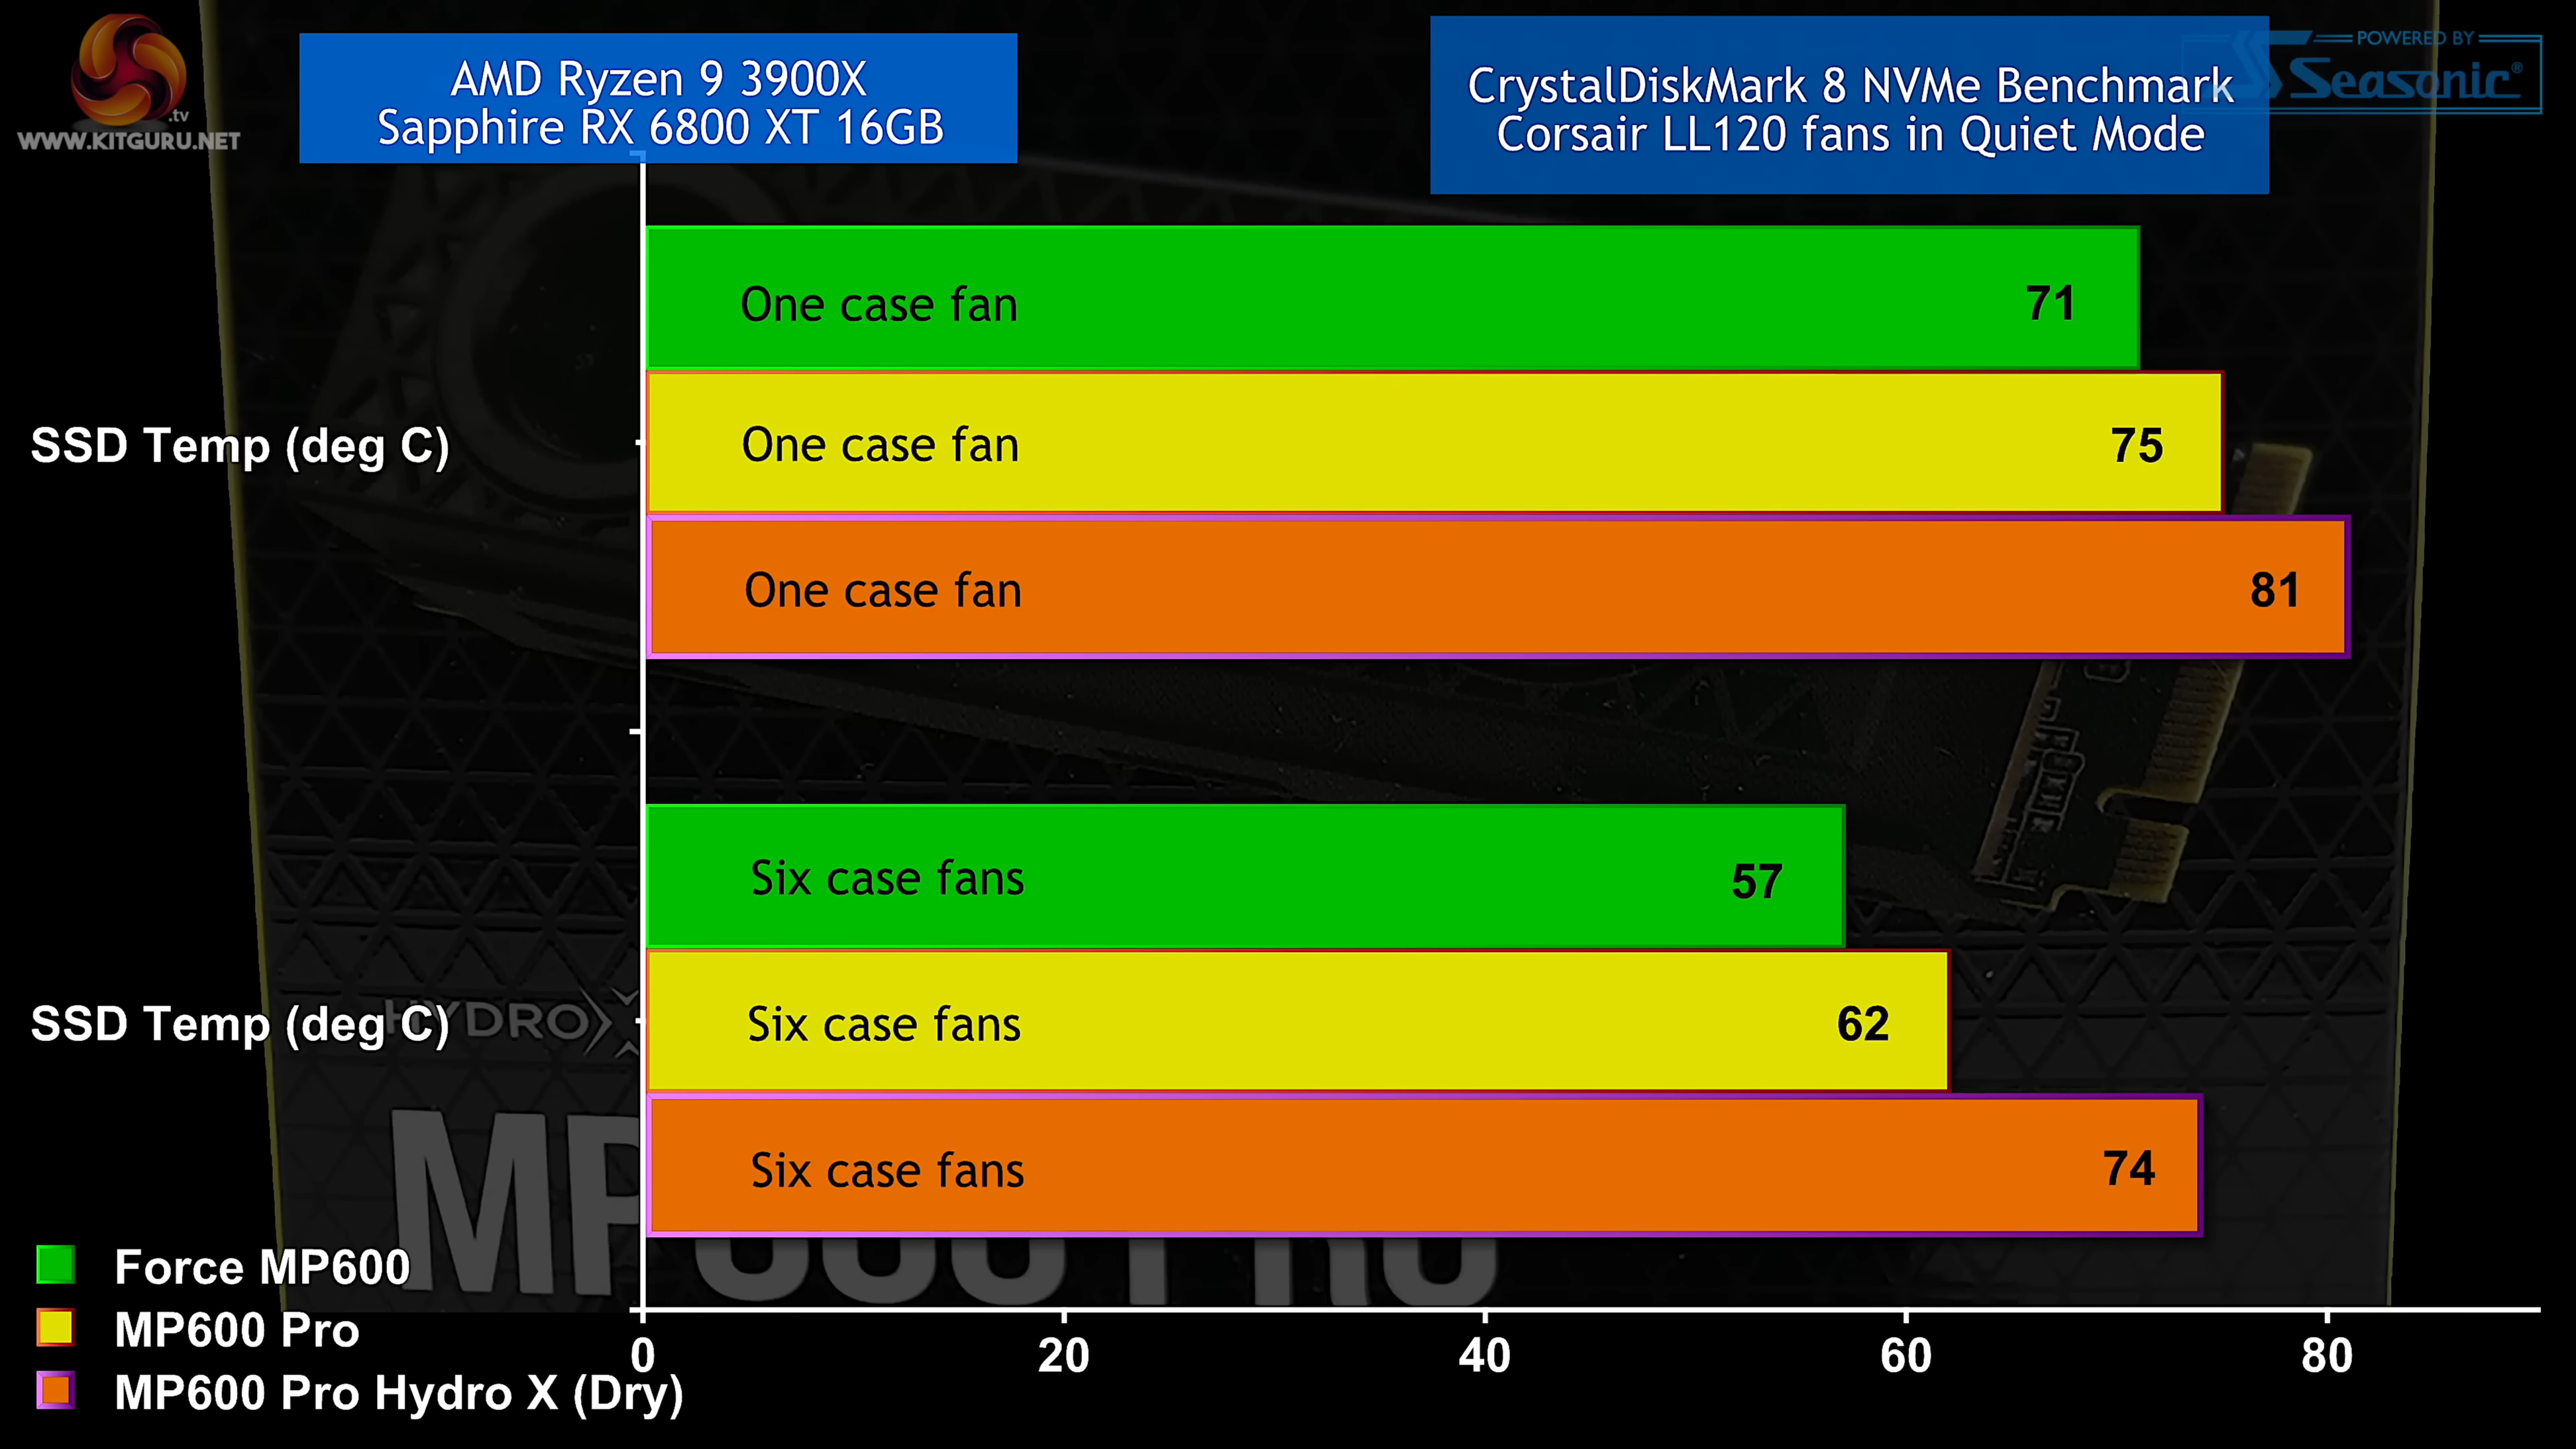 .tv
WWW.KITGURU.NET
AMD Ryzen 9 3900X
Sapphire RX 6800 XT 16GB
CrystalDiskMark 8 NVMe Benchmark
Corsair LL120 fans in Quiet Mode
POWERED BY
Seasonic®
SSD Temp (deg C)
One case fan 71
One case fan 75
One case fan 81
SSD Temp (deg C)
Six case fans 57
Six case fans 62
Six case fans 74
HYDRO X
MP600 Pro
Force MP600
MP600 Pro
MP600 Pro Hydro X (Dry)
0 20 40 60 80